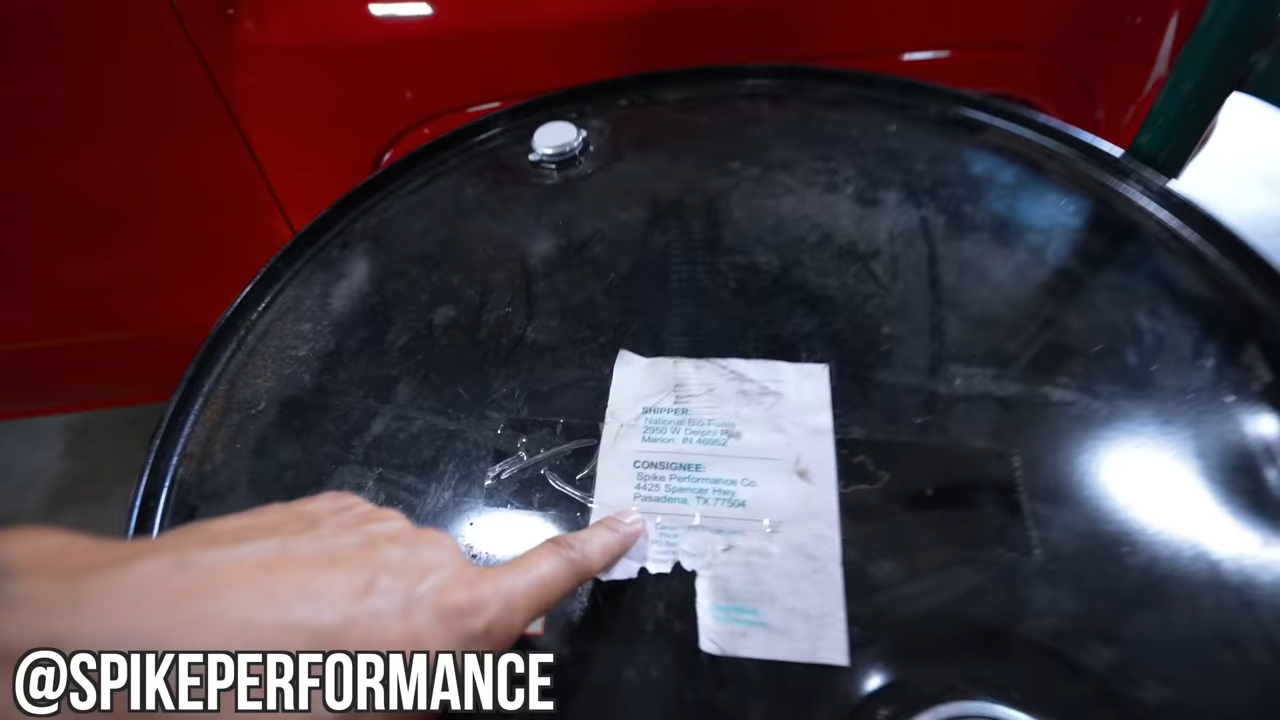 SHIPPER:
National Bio Fuels
2950 W Delphi Pike
Marion, IN 46952
CONSIGNEE:
Spike Performance Co.
4425 Spencer Hwy
Pasadena, TX 77504
@SPIKEPERFORMANCE